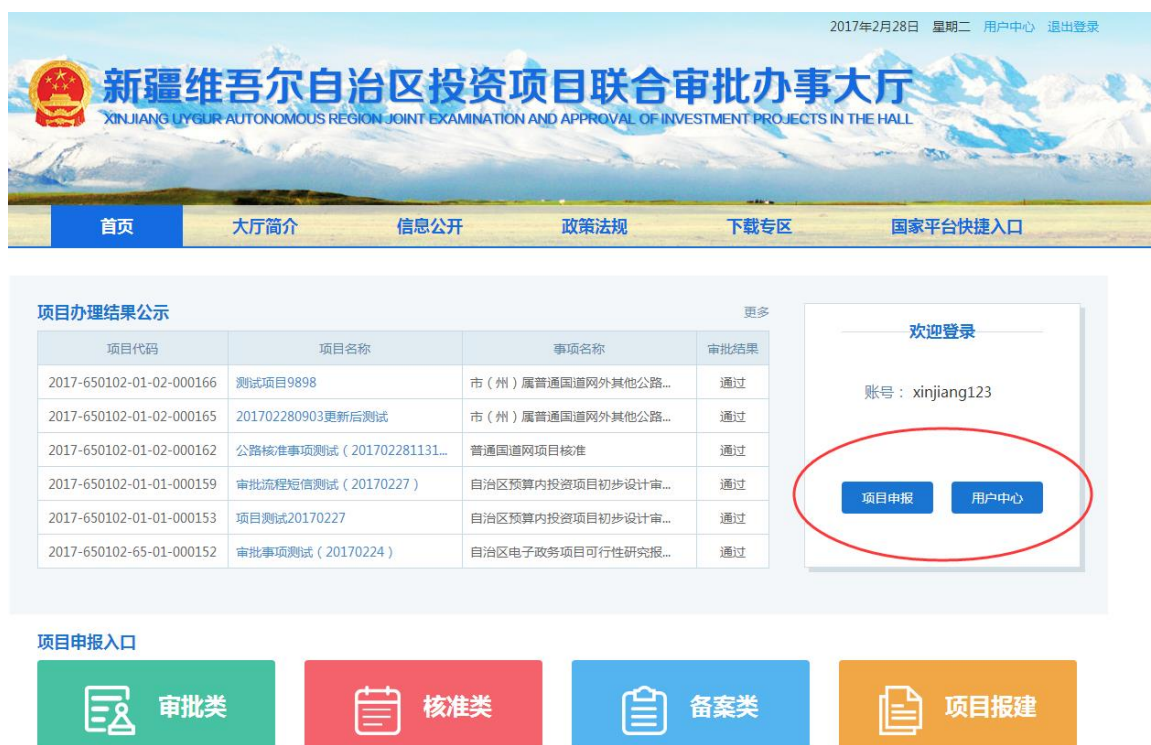 2017年2月28日 星期二 用户中心 退出登录
新疆维吾尔自治区投资项目联合审批办事大厅
XINJIANG UYGUR AUTONOMOUS REGION JOINT EXAMINATION AND APPROVAL OF INVESTMENT PROJECTS IN THE HALL
首页 大厅简介 信息公开 政策法规 下载专区 国家平台快捷入口
项目办理结果公示 更多
项目代码 项目名称 事项名称 审批结果
2017-650102-01-02-000166 测试项目9898 市（州）属普通国道网外其他公路... 通过
2017-650102-01-02-000165 201702280903更新后测试 市（州）属普通国道网外其他公路... 通过
2017-650102-01-02-000162 公路核准事项测试（201702281131... 普通国道网项目核准 通过
2017-650102-01-01-000159 审批流程短信测试（20170227） 自治区预算内投资项目初步设计审... 通过
2017-650102-01-01-000153 项目测试20170227 自治区预算内投资项目初步设计审... 通过
2017-650102-65-01-000152 审批事项测试（20170224） 自治区电子政务项目可行性研究报... 通过
欢迎登录
账号： xinjiang123
项目申报 用户中心
项目申报入口
审批类 核准类 备案类 项目报建